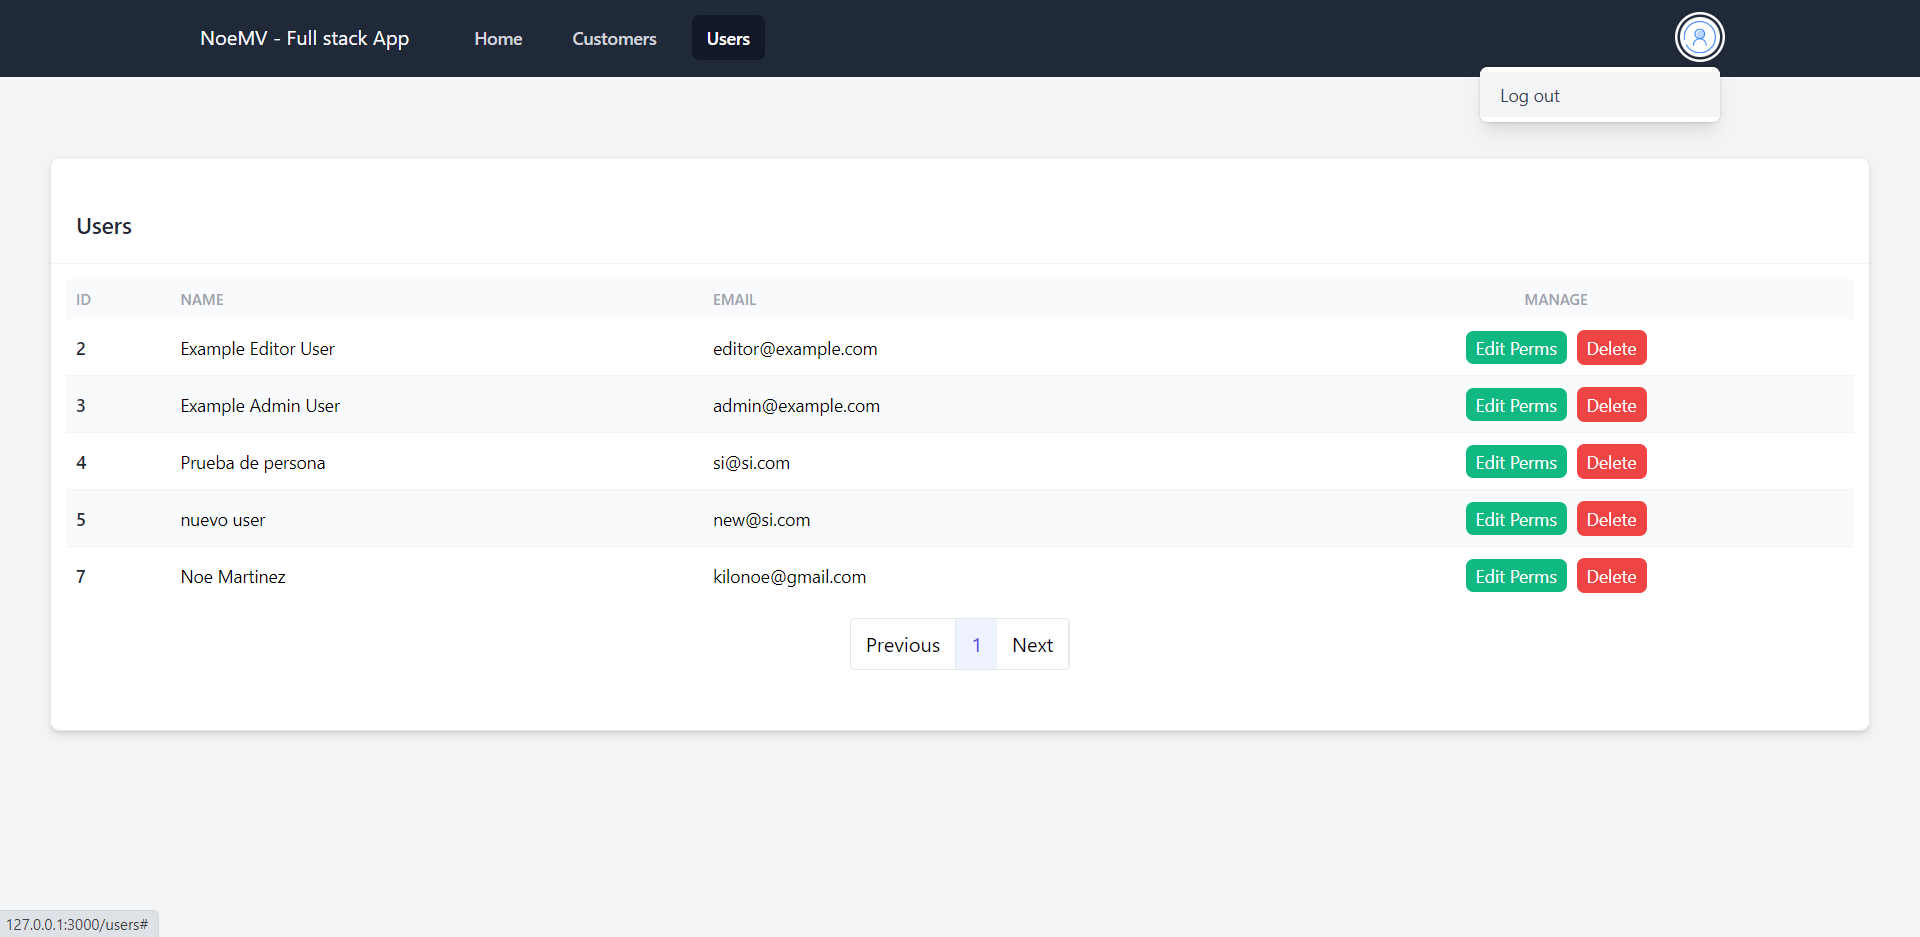 NoeMV - Full stack App Home Customers Users
Log out
Users
ID NAME EMAIL MANAGE
2 Example Editor User editor@example.com Edit Perms Delete
3 Example Admin User admin@example.com Edit Perms Delete
4 Prueba de persona si@si.com Edit Perms Delete
5 nuevo user new@si.com Edit Perms Delete
7 Noe Martinez kilonoe@gmail.com Edit Perms Delete
Previous 1 Next
127.0.0.1:3000/users#